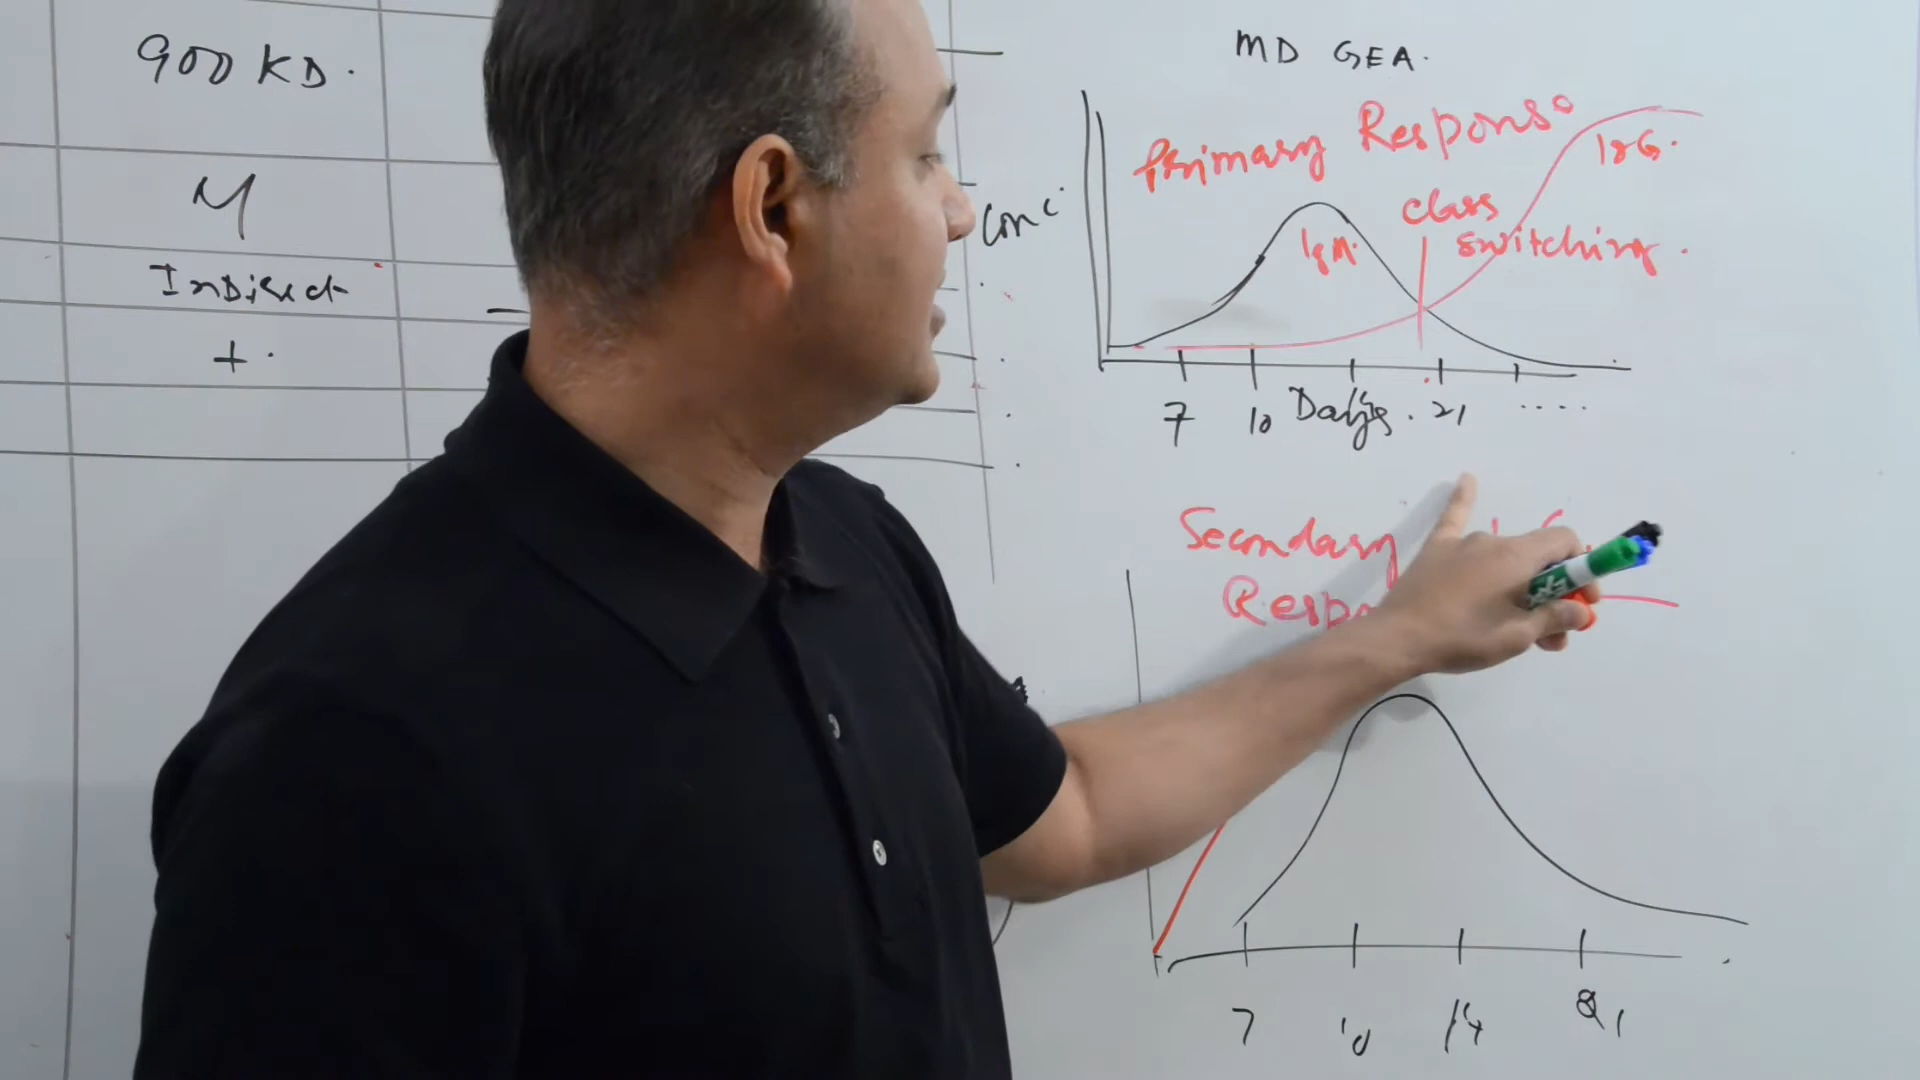 900 KD.
M
Indirect
+.
MD GEA.
Primary Response
IgG.
class
switching.
IgM.
Conc
7 10 14 21 .....
Days.
Secondary
7 10 14 21